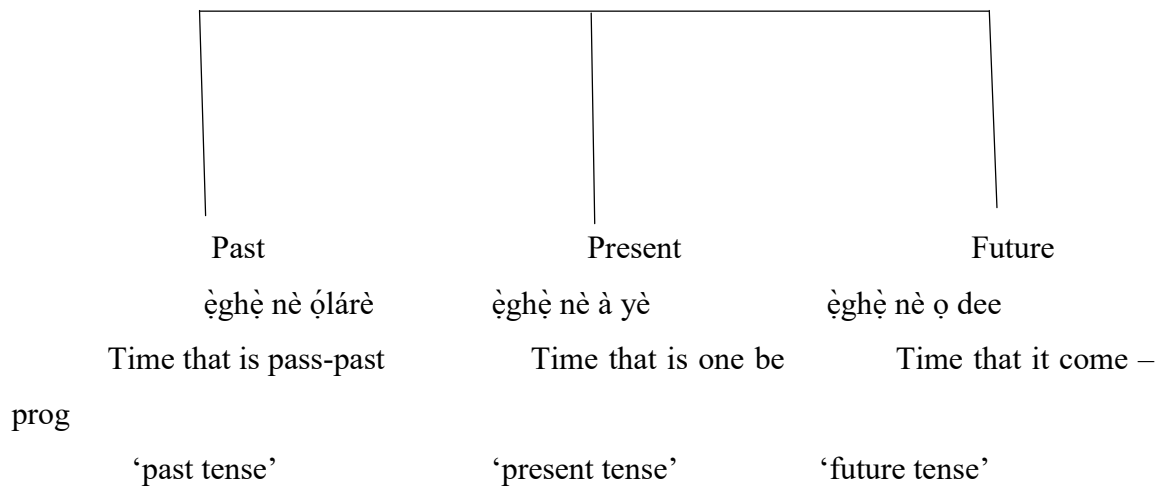 Past Present Future
ẹ̀ghẹ̀ nè ọ́lárè ẹ̀ghẹ̀ nè à yè ẹ̀ghẹ̀ nè ọ dee
Time that is pass-past Time that is one be Time that it come –
prog
‘past tense’ ‘present tense’ ‘future tense’